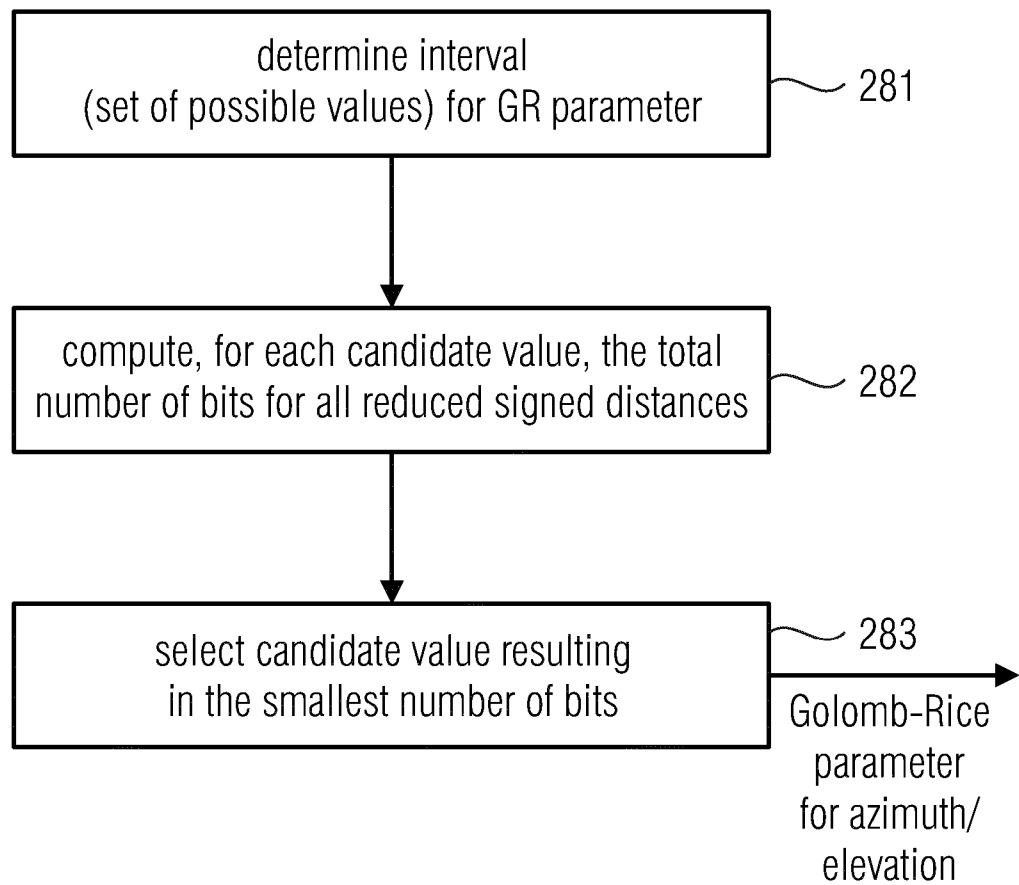 determine interval
(set of possible values) for GR parameter
281
compute, for each candidate value, the total
number of bits for all reduced signed distances
282
select candidate value resulting
in the smallest number of bits
283
Golomb-Rice
parameter
for azimuth/
elevation